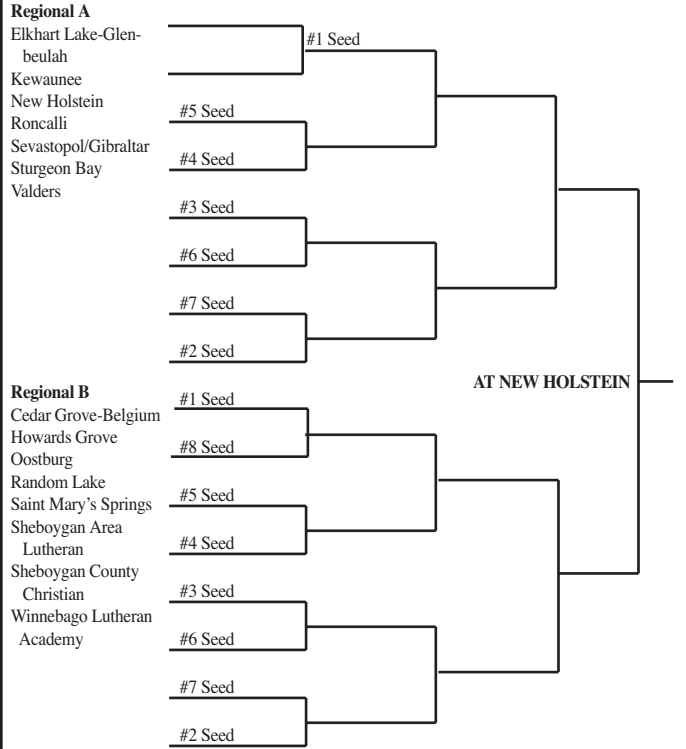 Regional A
Elkhart Lake-Glen-
beulah
Kewaunee
New Holstein
Roncalli
Sevastopol/Gibraltar
Sturgeon Bay
Valders
#1 Seed
#5 Seed
#4 Seed
#3 Seed
#6 Seed
#7 Seed
#2 Seed
AT NEW HOLSTEIN
Regional B
Cedar Grove-Belgium
Howards Grove
Oostburg
Random Lake
Saint Mary's Springs
Sheboygan Area
Lutheran
Sheboygan County
Christian
Winnebago Lutheran
Academy
#1 Seed
#8 Seed
#5 Seed
#4 Seed
#3 Seed
#6 Seed
#7 Seed
#2 Seed